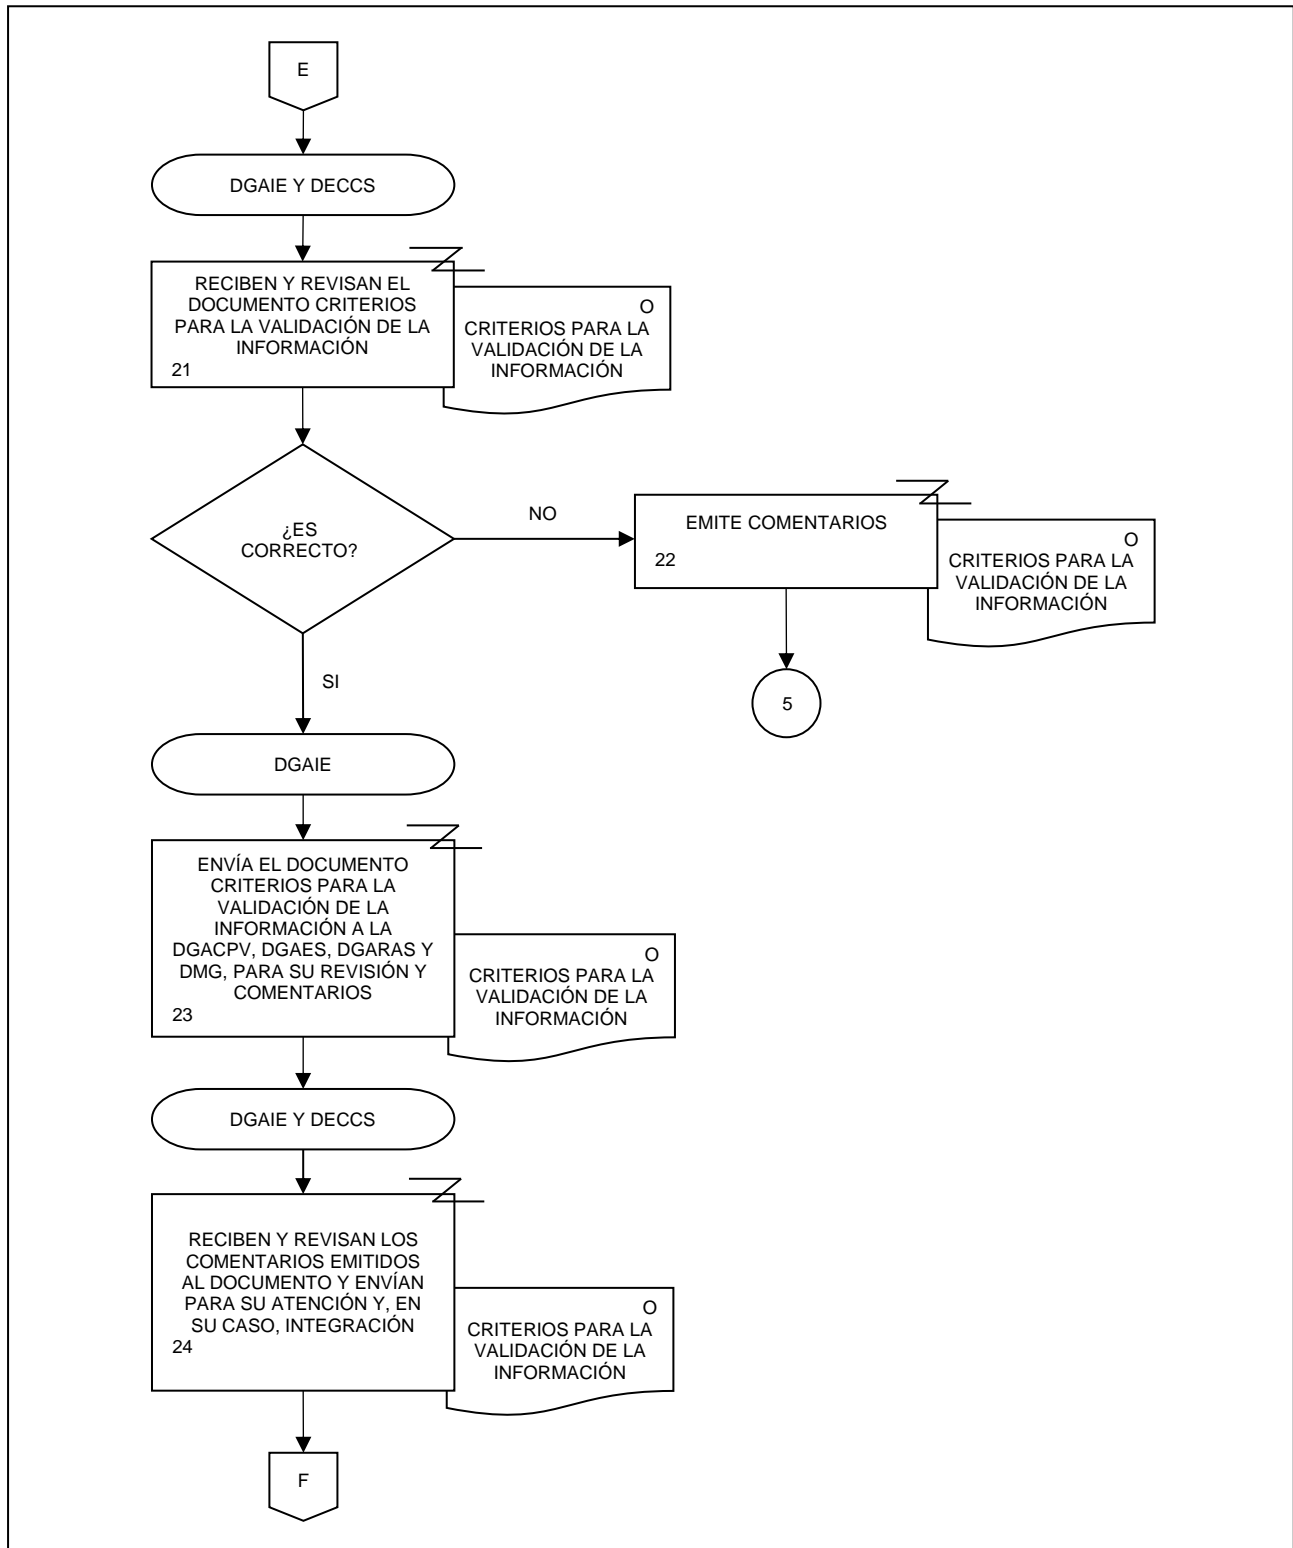 E
DGAIE Y DECCS
RECIBEN Y REVISAN EL
DOCUMENTO CRITERIOS
PARA LA VALIDACIÓN DE LA
INFORMACIÓN
21
O
CRITERIOS PARA LA
VALIDACIÓN DE LA
INFORMACIÓN
¿ES
CORRECTO?
NO
EMITE COMENTARIOS
22
O
CRITERIOS PARA LA
VALIDACIÓN DE LA
INFORMACIÓN
5
SI
DGAIE
ENVÍA EL DOCUMENTO
CRITERIOS PARA LA
VALIDACIÓN DE LA
INFORMACIÓN A LA
DGACPV, DGAES, DGARAS Y
DMG, PARA SU REVISIÓN Y
COMENTARIOS
23
O
CRITERIOS PARA LA
VALIDACIÓN DE LA
INFORMACIÓN
DGAIE Y DECCS
RECIBEN Y REVISAN LOS
COMENTARIOS EMITIDOS
AL DOCUMENTO Y ENVÍAN
PARA SU ATENCIÓN Y, EN
SU CASO, INTEGRACIÓN
24
O
CRITERIOS PARA LA
VALIDACIÓN DE LA
INFORMACIÓN
F